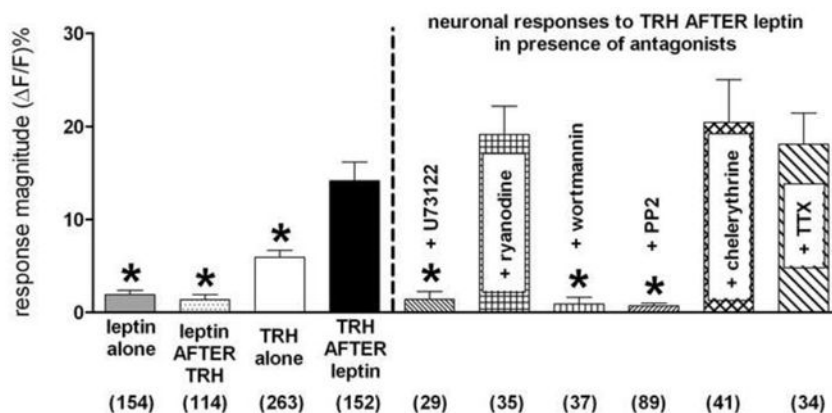 neuronal responses to TRH AFTER leptin
in presence of antagonists
response magnitude (ΔF/F)%
30
20
10
0
*
*
*
*
*
*
+ U73122
+ ryanodine
+ wortmannin
+ PP2
+ chelerythrine
+ TTX
leptin
alone
leptin
AFTER
TRH
TRH
alone
TRH
AFTER
leptin
(154) (114) (263) (152) (29) (35) (37) (89) (41) (34)